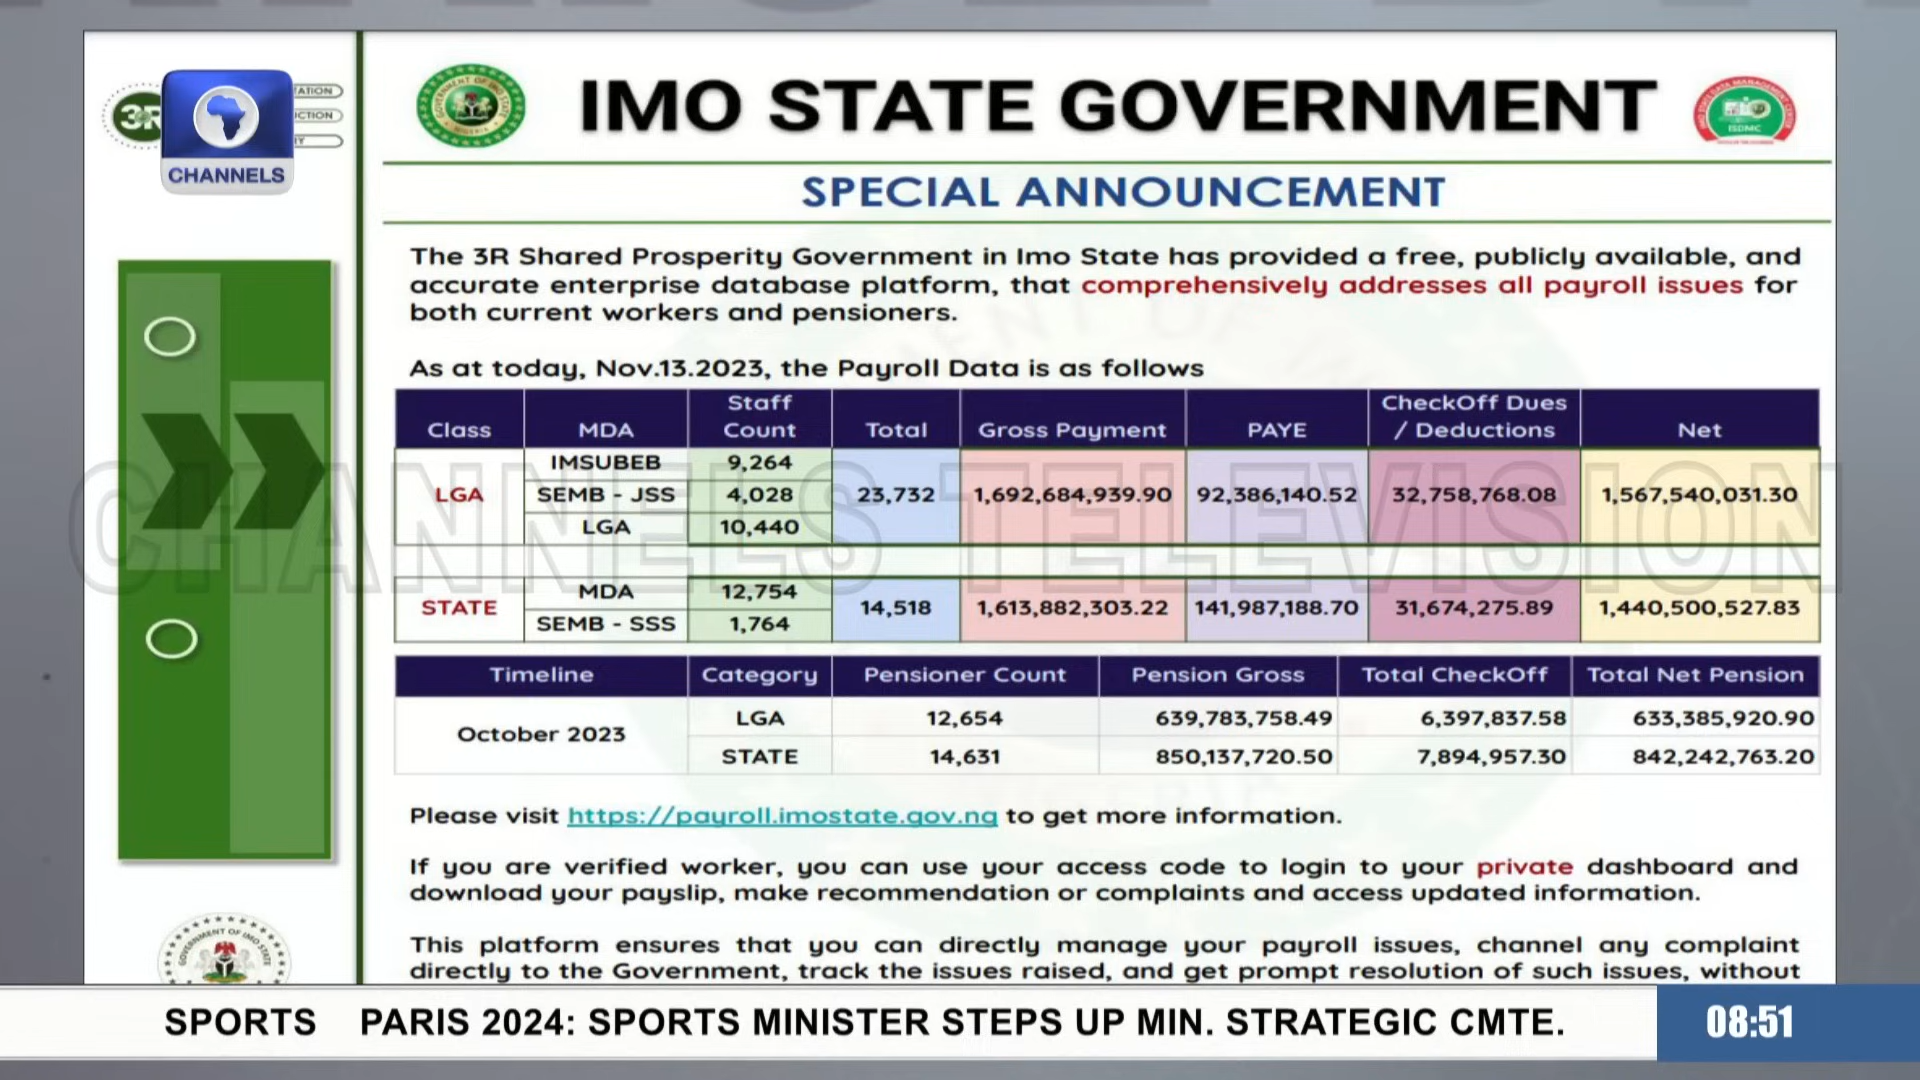 3R
ATION
ICTION
RY
CHANNELS
IMO STATE GOVERNMENT
ISDMC
SPECIAL ANNOUNCEMENT
The 3R Shared Prosperity Government in Imo State has provided a free, publicly available, and
accurate enterprise database platform, that comprehensively addresses all payroll issues for
both current workers and pensioners.
As at today, Nov.13.2023, the Payroll Data is as follows
Class MDA Staff Count Total Gross Payment PAYE CheckOff Dues / Deductions Net
LGA IMSUBEB 9,264 23,732 1,692,684,939.90 92,386,140.52 32,758,768.08 1,567,540,031.30
SEMB - JSS 4,028
LGA 10,440
STATE MDA 12,754 14,518 1,613,882,303.22 141,987,188.70 31,674,275.89 1,440,500,527.83
SEMB - SSS 1,764
Timeline Category Pensioner Count Pension Gross Total CheckOff Total Net Pension
October 2023 LGA 12,654 639,783,758.49 6,397,837.58 633,385,920.90
STATE 14,631 850,137,720.50 7,894,957.30 842,242,763.20
Please visit https://payroll.imostate.gov.ng to get more information.
If you are verified worker, you can use your access code to login to your private dashboard and
download your payslip, make recommendation or complaints and access updated information.
This platform ensures that you can directly manage your payroll issues, channel any complaint
directly to the Government, track the issues raised, and get prompt resolution of such issues, without
CHANNELS TELEVISION
GOVERNMENT OF IMO STATE
SPORTS PARIS 2024: SPORTS MINISTER STEPS UP MIN. STRATEGIC CMTE.
08:51